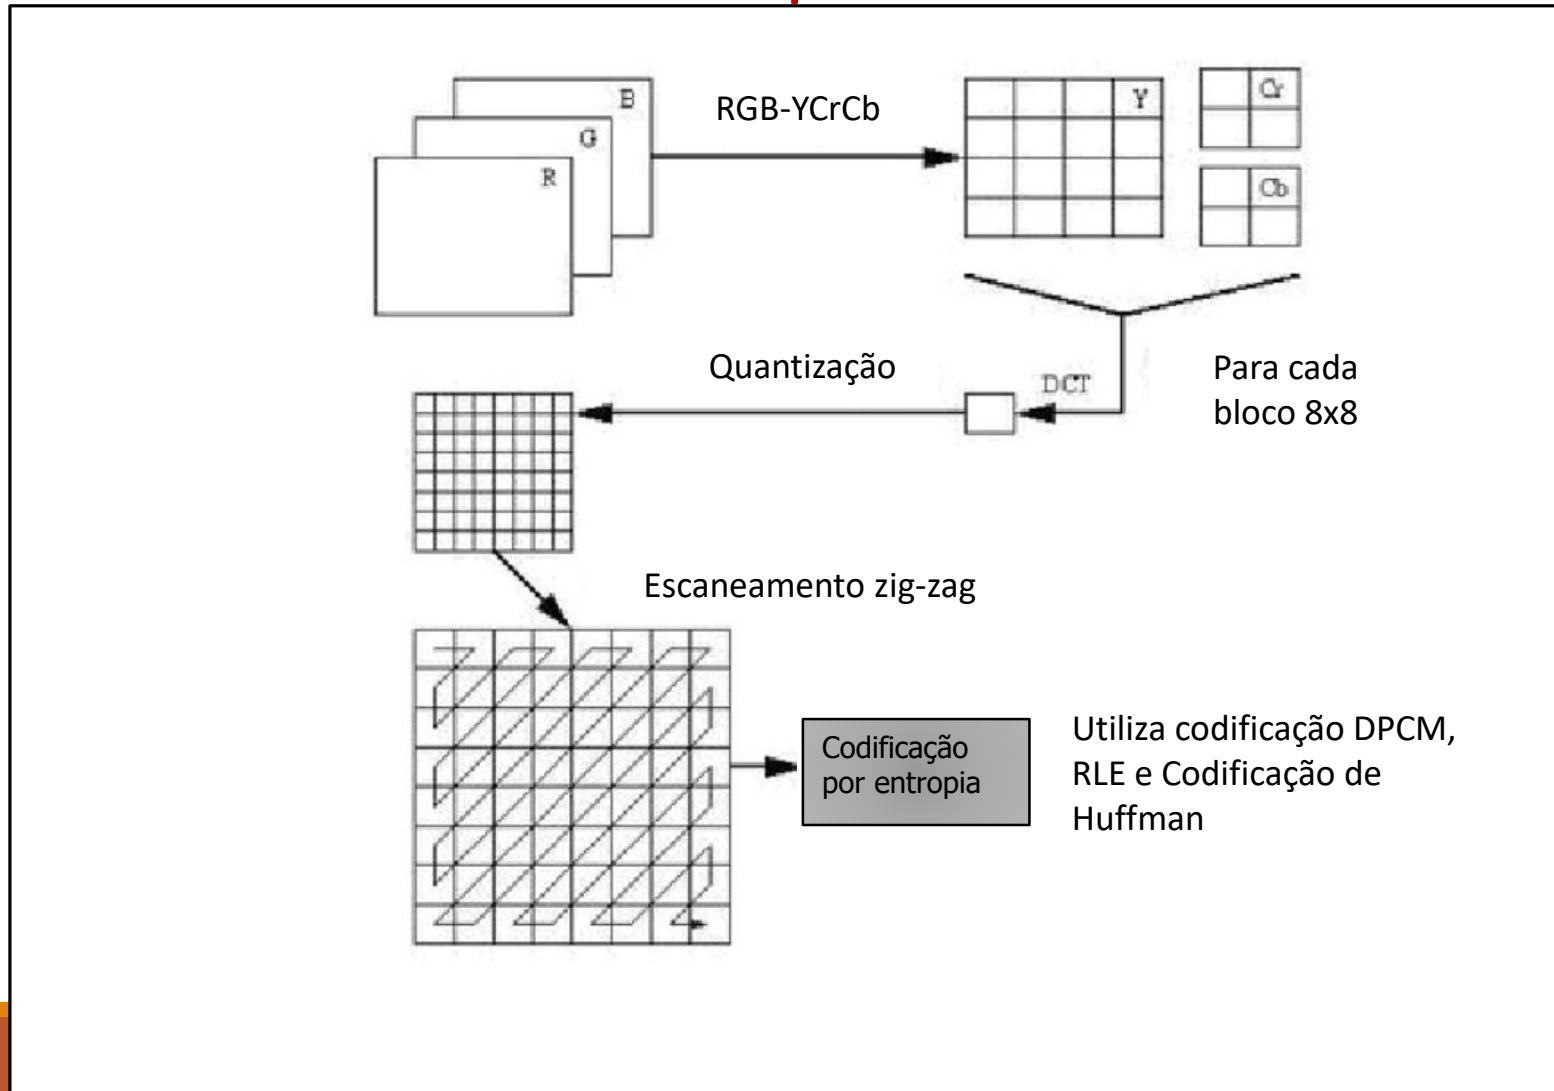 B
G
R
RGB-YCrCb
Y
Cr
Cb
Quantização
DCT
Para cada
bloco 8x8
Escaneamento zig-zag
Codificação
por entropia
Utiliza codificação DPCM,
RLE e Codificação de
Huffman